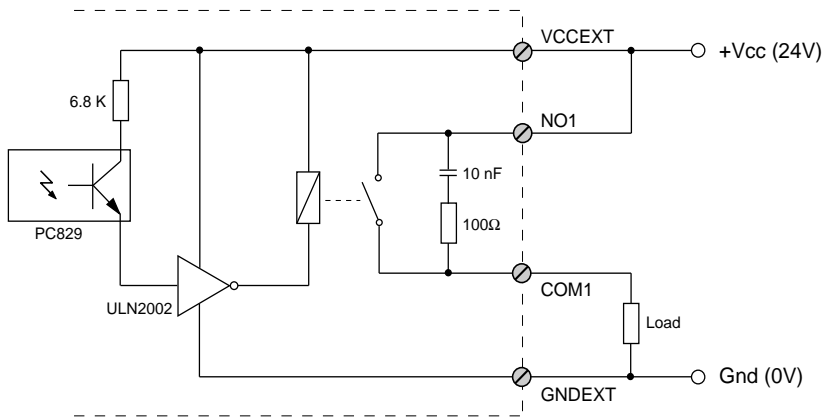 VCCEXT
+Vcc (24V)
6.8 K
NO1
10 nF
100Ω
PC829
ULN2002
COM1
Load
Gnd (0V)
GNDEXT